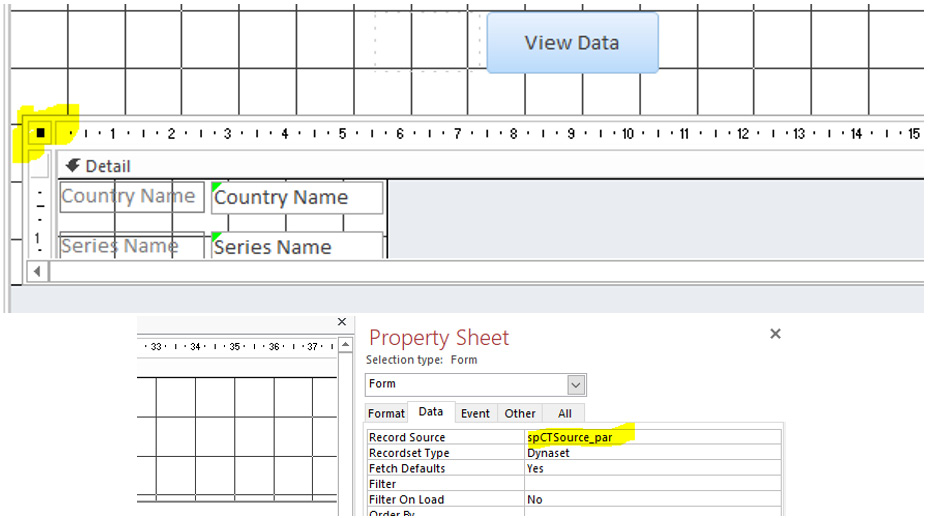 View Data
1 2 3 4 5 6 7 8 9 10 11 12 13 14 15
Detail
Country Name Country Name
1
Series Name Series Name
33 34 35 36 37
Property Sheet
Selection type: Form
Form
Format Data Event Other All
Record Source spCTSource_par
Recordset Type Dynaset
Fetch Defaults Yes
Filter
Filter On Load No
Order By